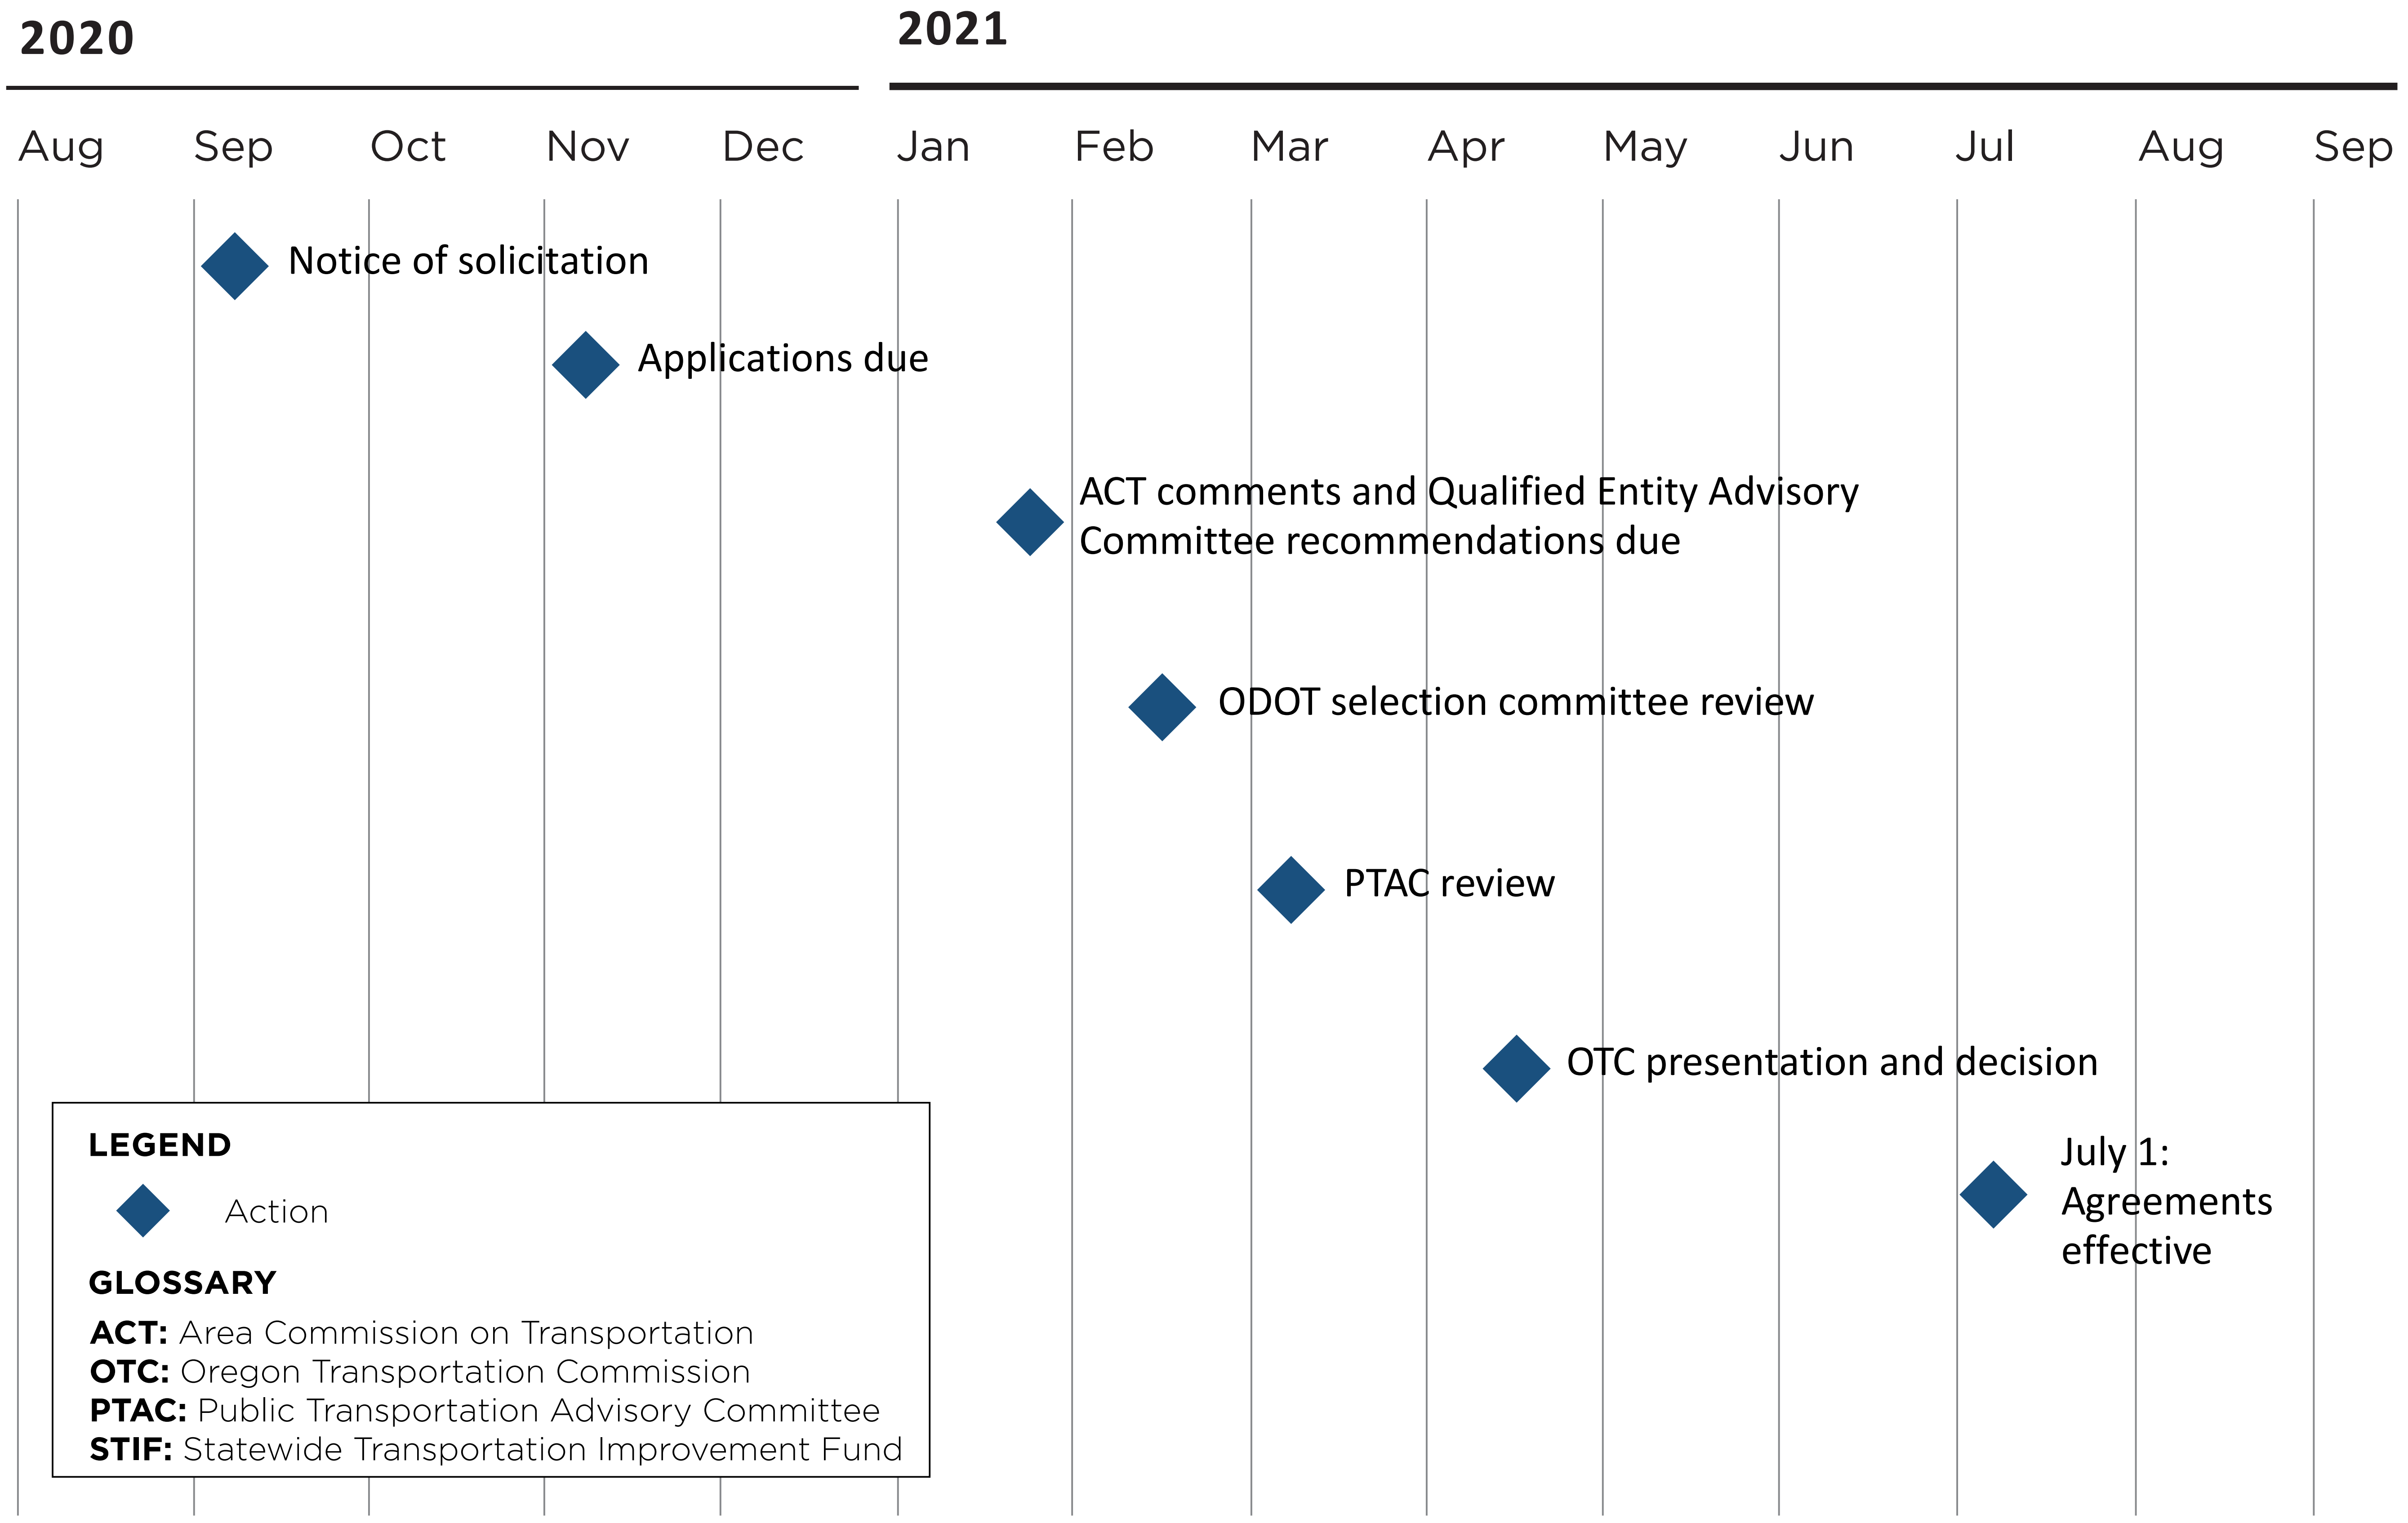 2020
2021
Aug Sep Oct Nov Dec Jan Feb Mar Apr May Jun Jul Aug Sep
Notice of solicitation
Applications due
ACT comments and Qualified Entity Advisory
Committee recommendations due
ODOT selection committee review
PTAC review
OTC presentation and decision
July 1:
Agreements
effective
LEGEND
Action
GLOSSARY
ACT: Area Commission on Transportation
OTC: Oregon Transportation Commission
PTAC: Public Transportation Advisory Committee
STIF: Statewide Transportation Improvement Fund